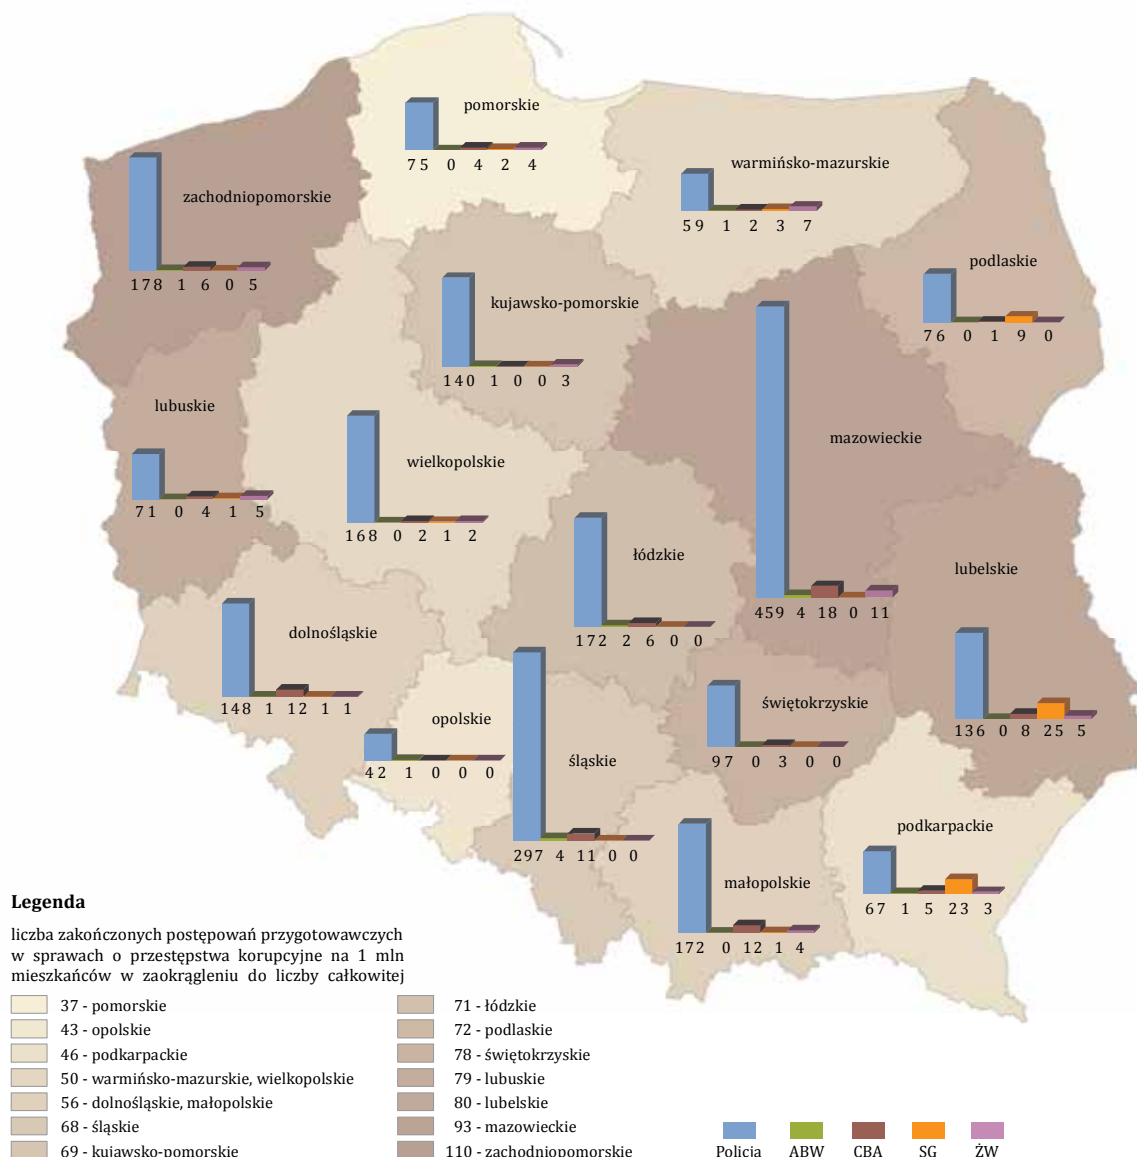 pomorskie
75 0 4 2 4
warmińsko-mazurskie
59 1 2 3 7
zachodniopomorskie
178 1 6 0 5
podlaskie
76 0 1 9 0
kujawsko-pomorskie
140 1 0 0 3
lubuskie
71 0 4 1 5
mazowieckie
459 4 18 0 11
wielkopolskie
168 0 2 1 2
łódzkie
172 2 6 0 0
lubelskie
136 0 8 25 5
dolnośląskie
148 1 12 1 1
opolskie
42 1 0 0 0
świętokrzyskie
97 0 3 0 0
śląskie
297 4 11 0 0
podkarpackie
67 1 5 23 3
małopolskie
172 0 12 1 4
Legenda
liczba zakończonych postępowań przygotowawczych
w sprawach o przestępstwa korupcyjne na 1 mln
mieszkańców w zaokrągleniu do liczby całkowitej
37 - pomorskie
43 - opolskie
46 - podkarpackie
50 - warmińsko-mazurskie, wielkopolskie
56 - dolnośląskie, małopolskie
68 - śląskie
69 - kujawsko-pomorskie
71 - łódzkie
72 - podlaskie
78 - świętokrzyskie
79 - lubuskie
80 - lubelskie
93 - mazowieckie
110 - zachodniopomorskie
Policja ABW CBA SG ŻW